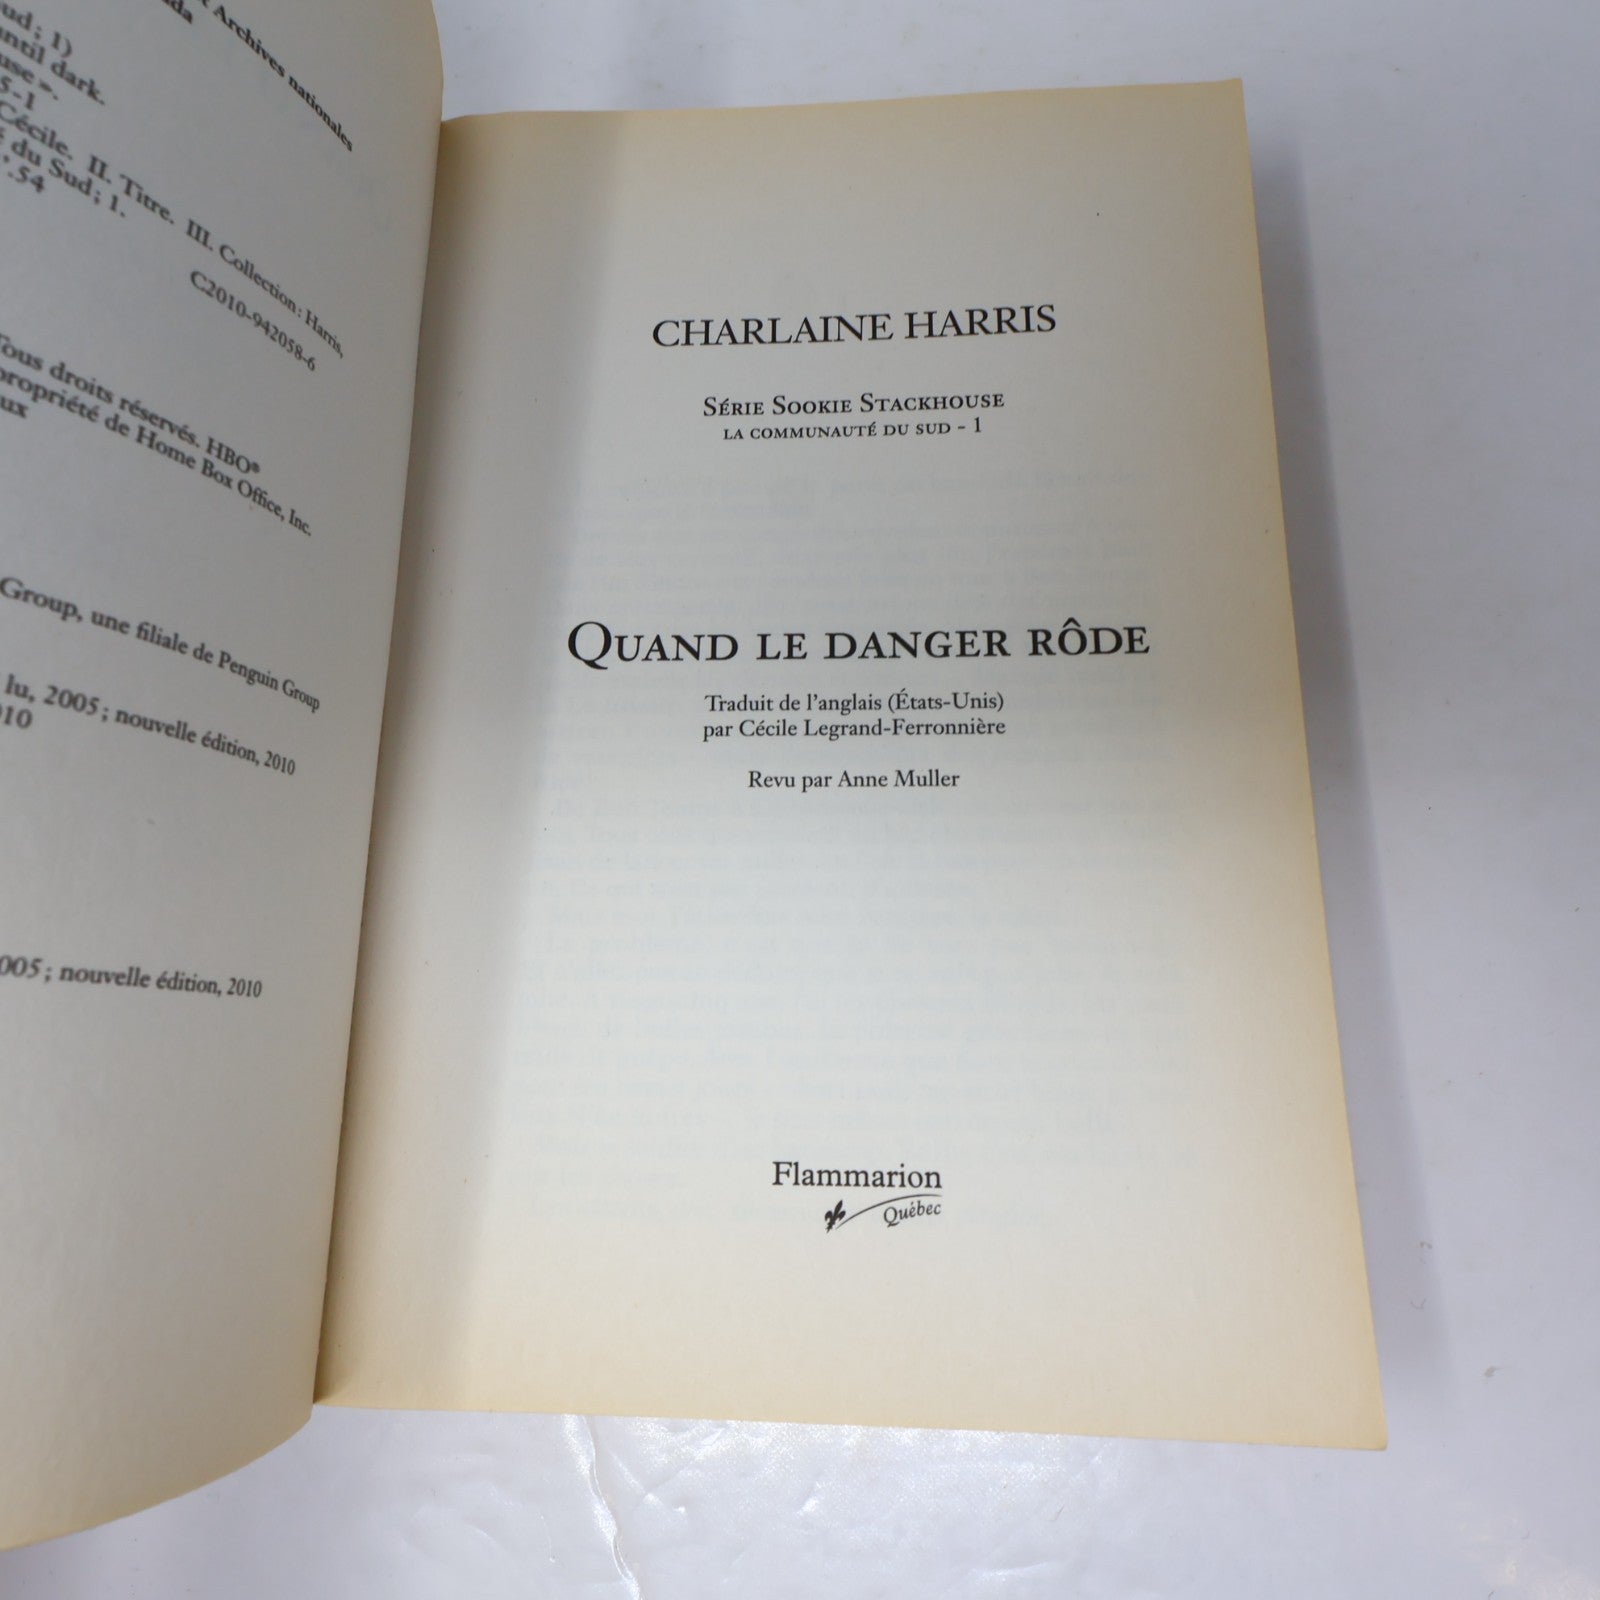 Archives nationales
ud ; 1)
ntil dark.
use ».
5-1
Cécile. II. Titre. III. Collection : Harris,
é du Sud ; 1.
.54
C2010-942058-6
Tous droits réservés. HBO®
propriété de Home Box Office, Inc.
ux
Group, une filiale de Penguin Group
lu, 2005 ; nouvelle édition, 2010
010
005 ; nouvelle édition, 2010
CHARLAINE HARRIS
SÉRIE SOOKIE STACKHOUSE
LA COMMUNAUTÉ DU SUD - 1
QUAND LE DANGER RÔDE
Traduit de l'anglais (États-Unis)
par Cécile Legrand-Ferronnière
Revu par Anne Muller
Flammarion
Québec